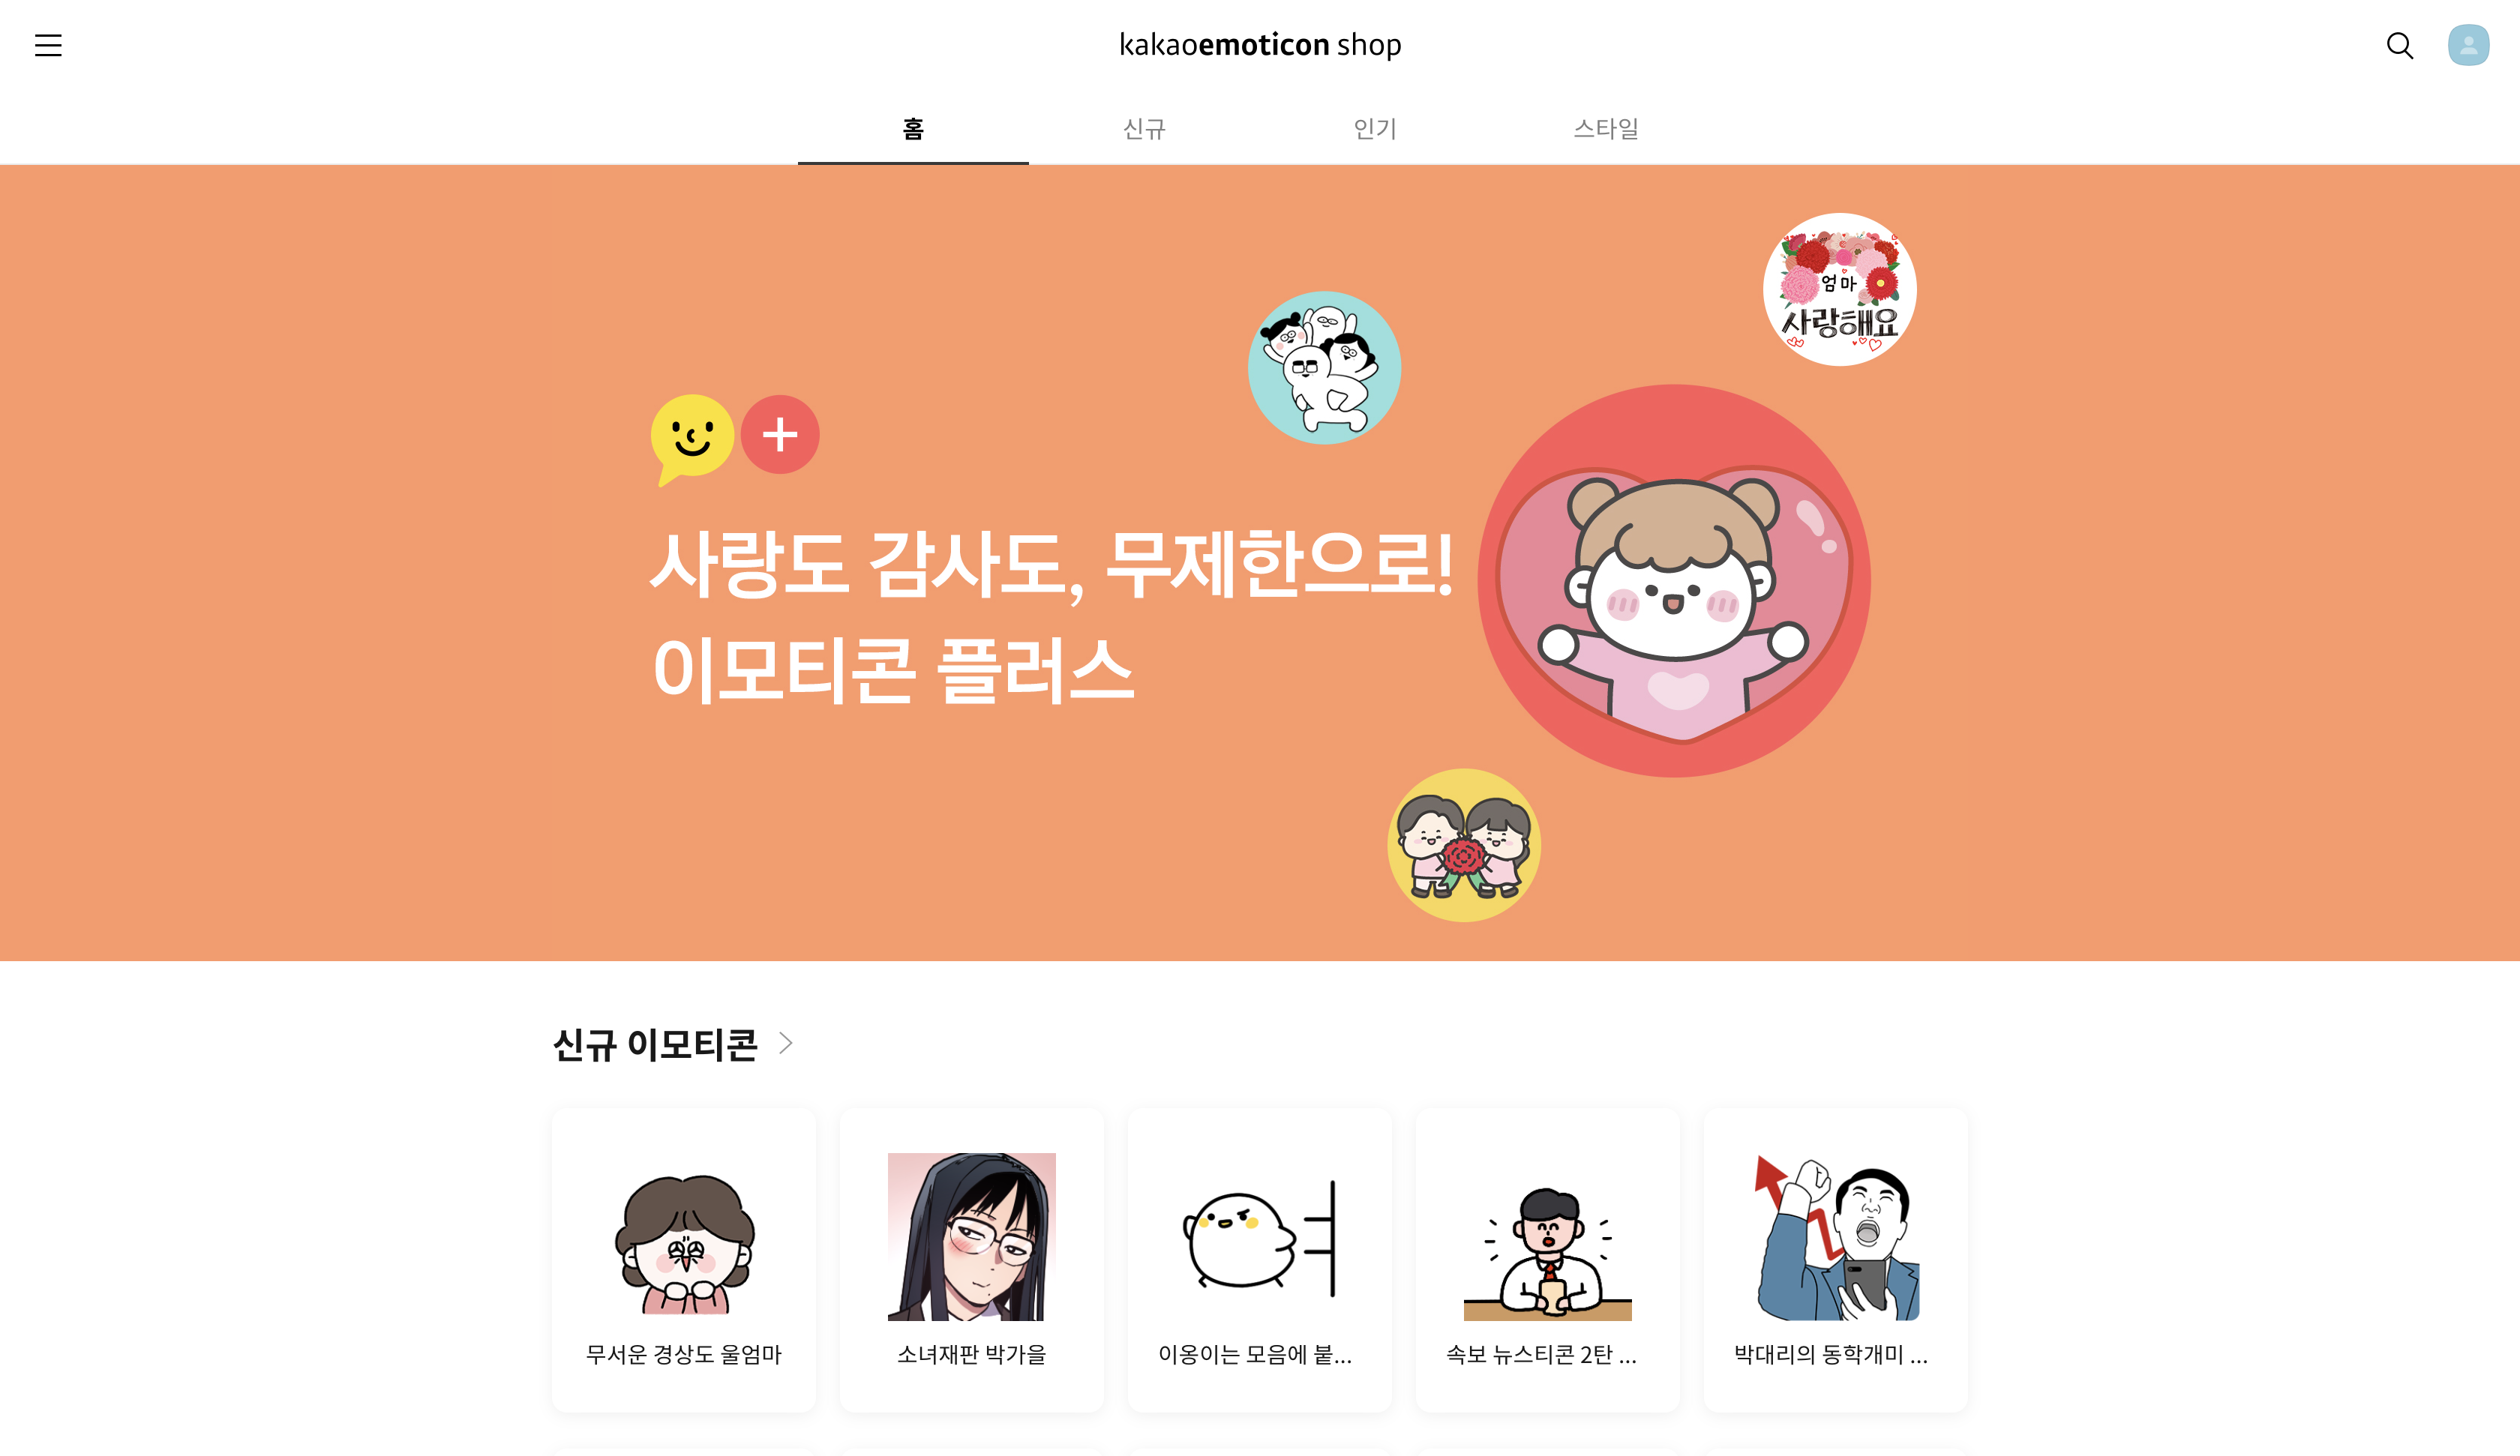 kakaoemoticon shop
홈
신규
인기
스타일
엄마
사랑해요
사랑도 감사도, 무제한으로!
이모티콘 플러스
신규 이모티콘
무서운 경상도 울엄마
소녀재판 박가을
이옹이는 모음에 붙...
속보 뉴스티콘 2탄 ...
박대리의 동학개미 ...